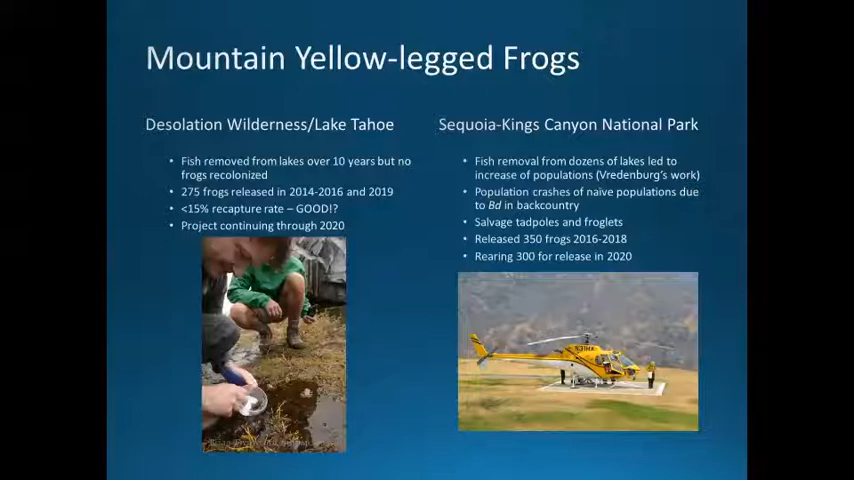 Mountain Yellow-legged Frogs
Desolation Wilderness/Lake Tahoe
• Fish removed from lakes over 10 years but no
frogs recolonized
• 275 frogs released in 2014-2016 and 2019
• <15% recapture rate – GOOD!?
• Project continuing through 2020
Sequoia-Kings Canyon National Park
• Fish removal from dozens of lakes led to
increase of populations (Vredenburg's work)
• Population crashes of naïve populations due
to Bd in backcountry
• Salvage tadpoles and froglets
• Released 350 frogs 2016-2018
• Rearing 300 for release in 2020